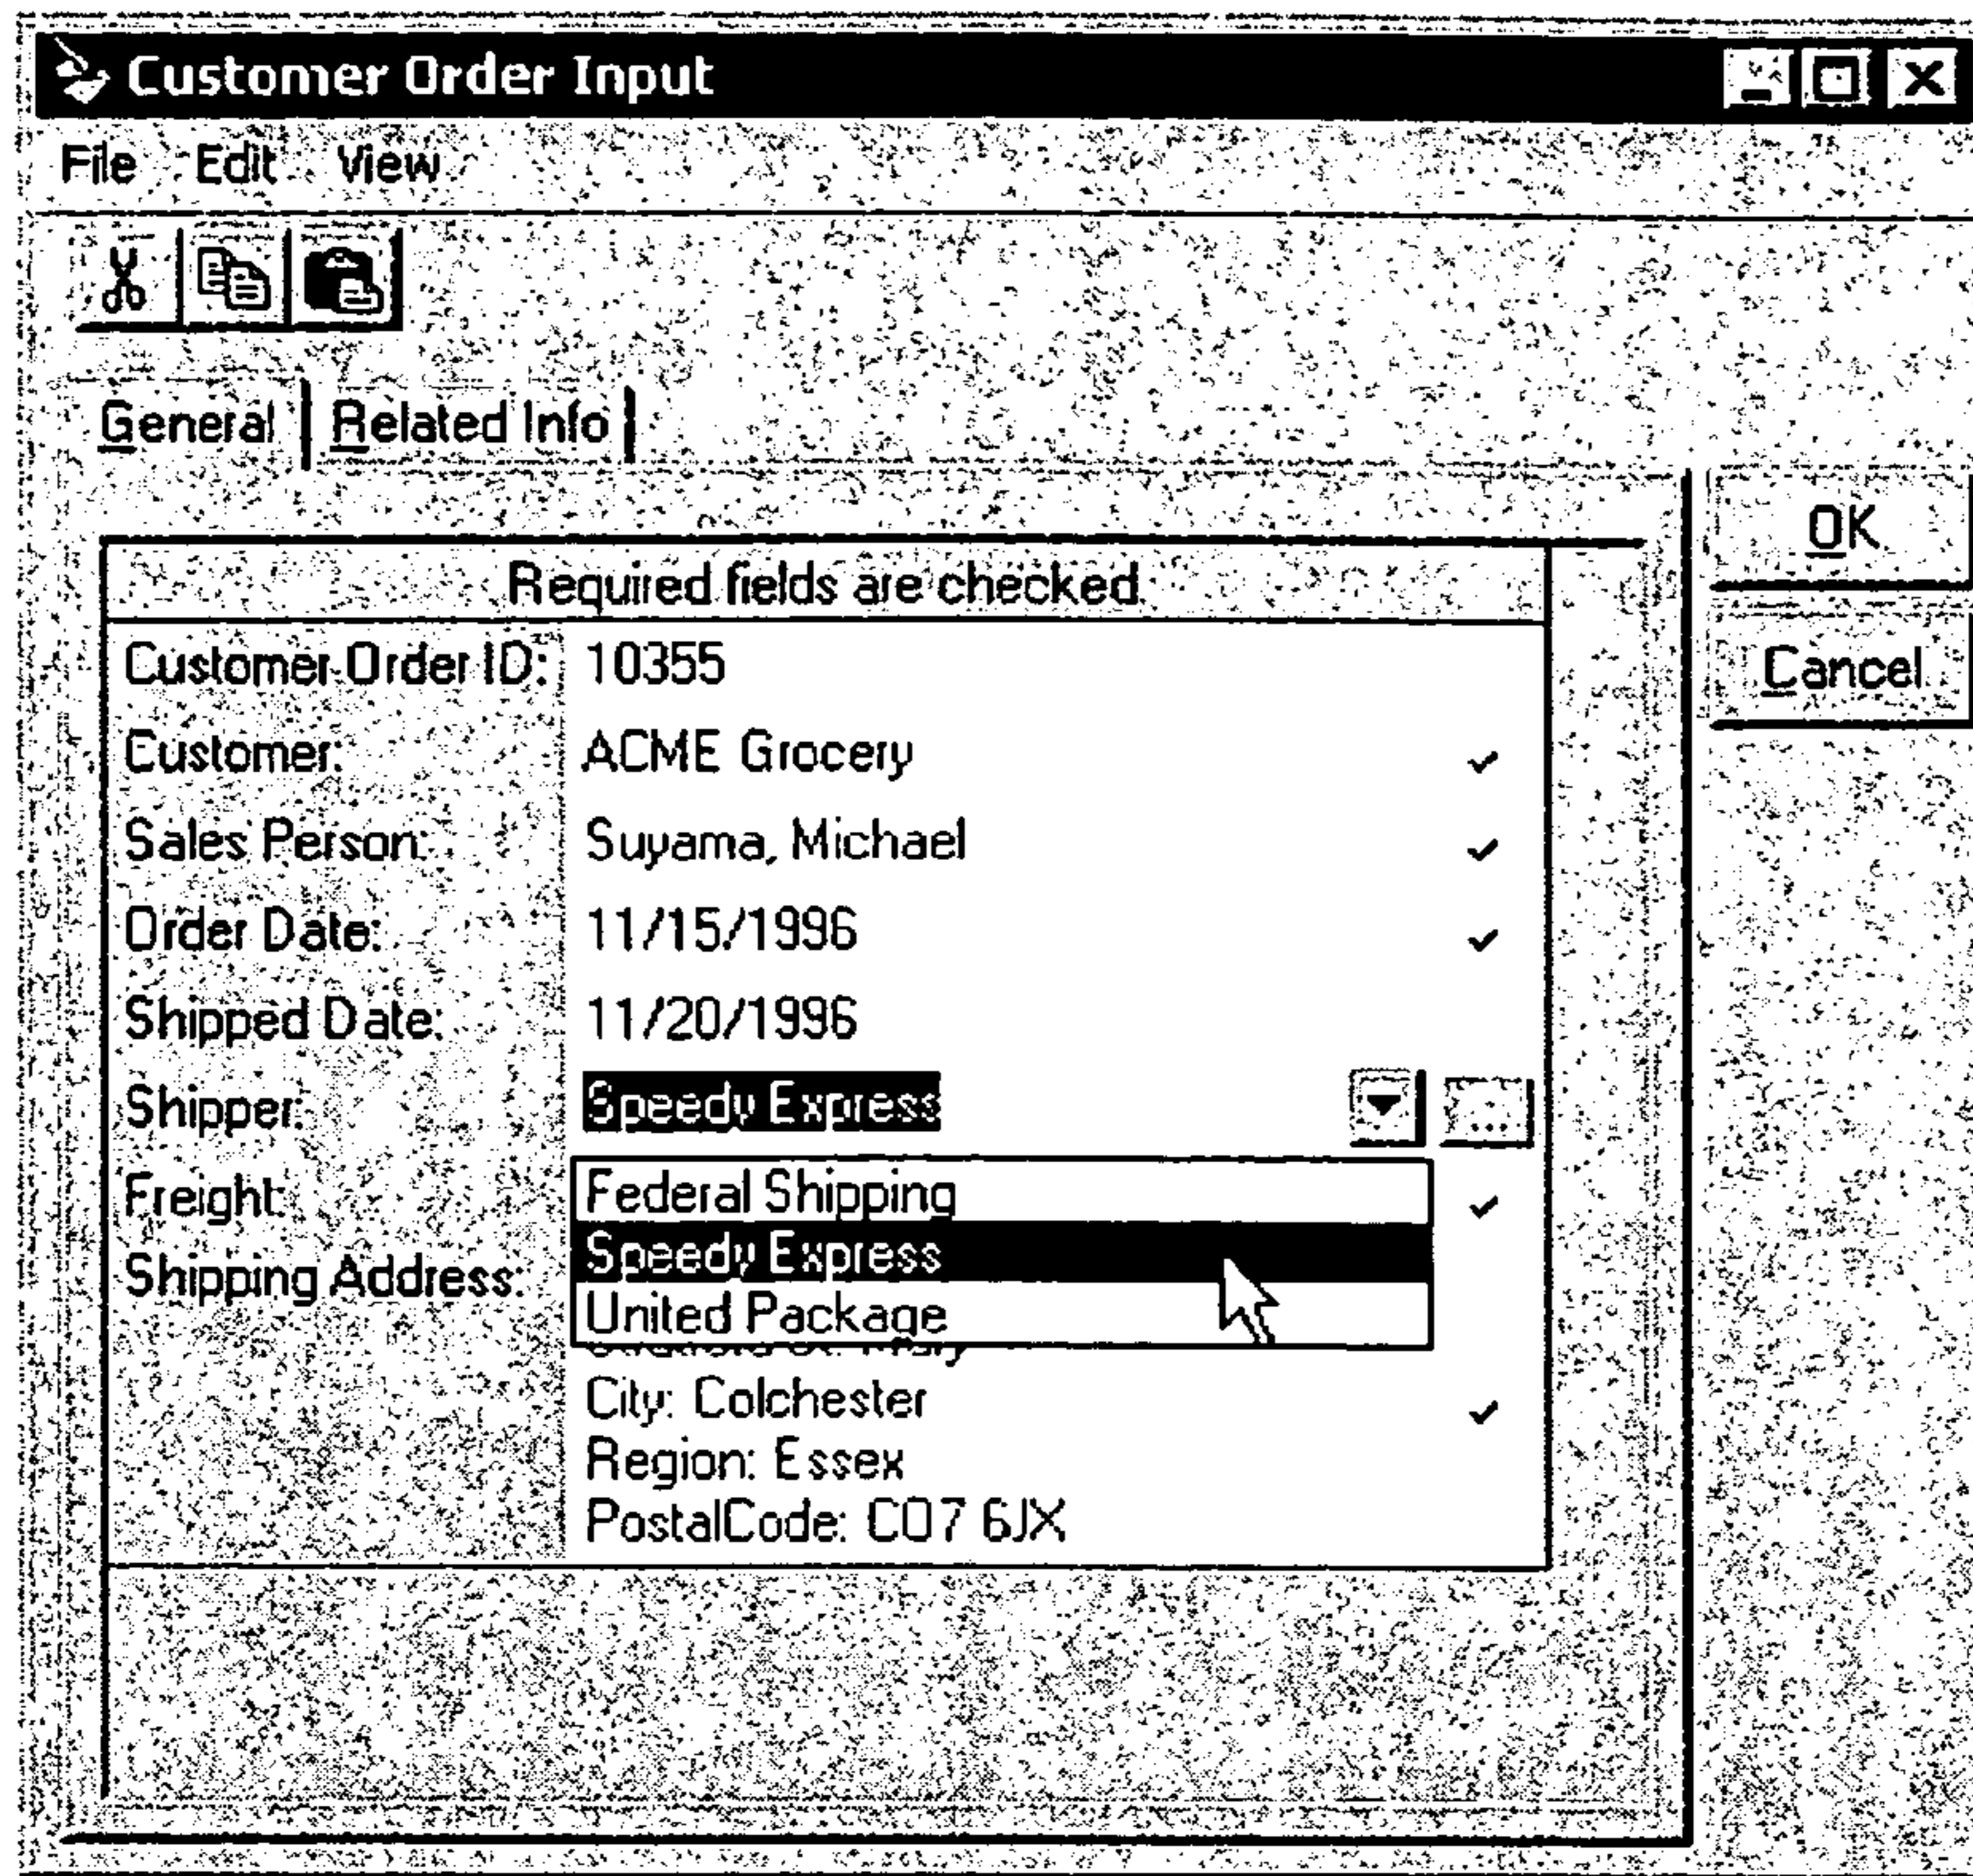 Customer Order Input
File Edit View
General Related Info
OK
Required fields are checked.
Cancel
Customer Order ID: 10355
Customer: ACME Grocery
Sales Person: Suyama, Michael
Order Date: 11/15/1996
Shipped Date: 11/20/1996
Shipper: Speedy Express ...
Freight: Federal Shipping
Speedy Express
Shipping Address:
United Package
City: Colchester
Region: Essex
PostalCode: CO7 6JX